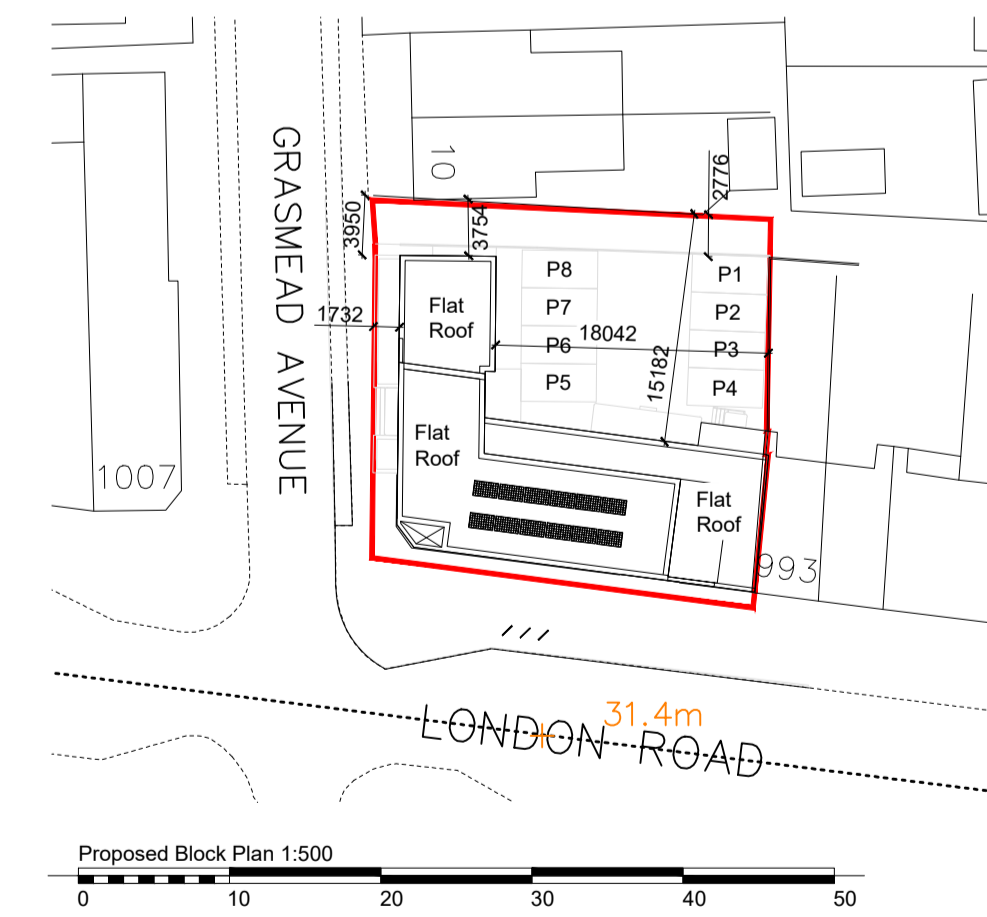 GRASMEAD AVENUE
10
2776
3950
3754
P8
P1
1732
Flat
Roof
P7
P2
18042
P6
P3
15182
P5
P4
Flat
Roof
1007
Flat
Roof
993
31.4m
LONDON ROAD
Proposed Block Plan 1:500
0 10 20 30 40 50